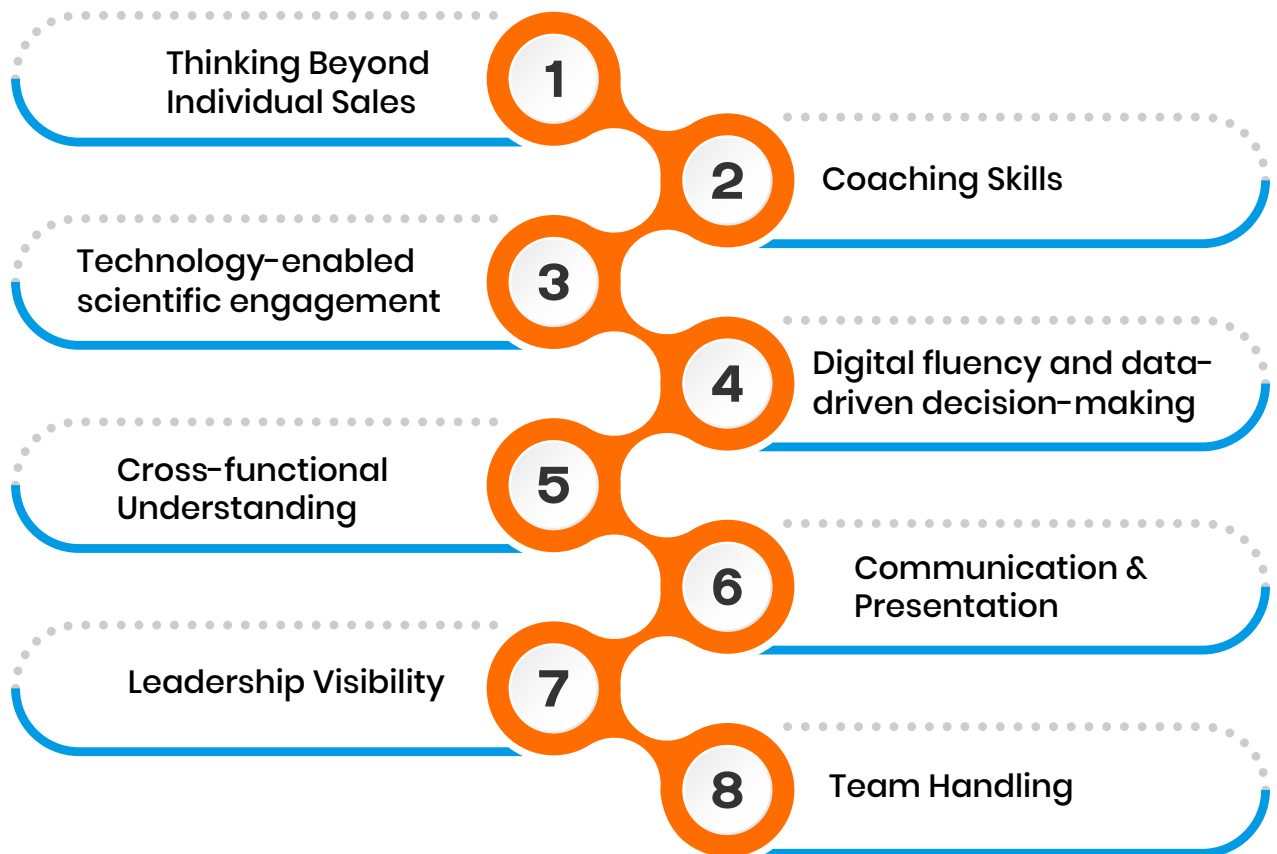 1
Thinking Beyond
Individual Sales
2
Coaching Skills
3
Technology-enabled
scientific engagement
4
Digital fluency and data-
driven decision-making
5
Cross-functional
Understanding
6
Communication &
Presentation
7
Leadership Visibility
8
Team Handling